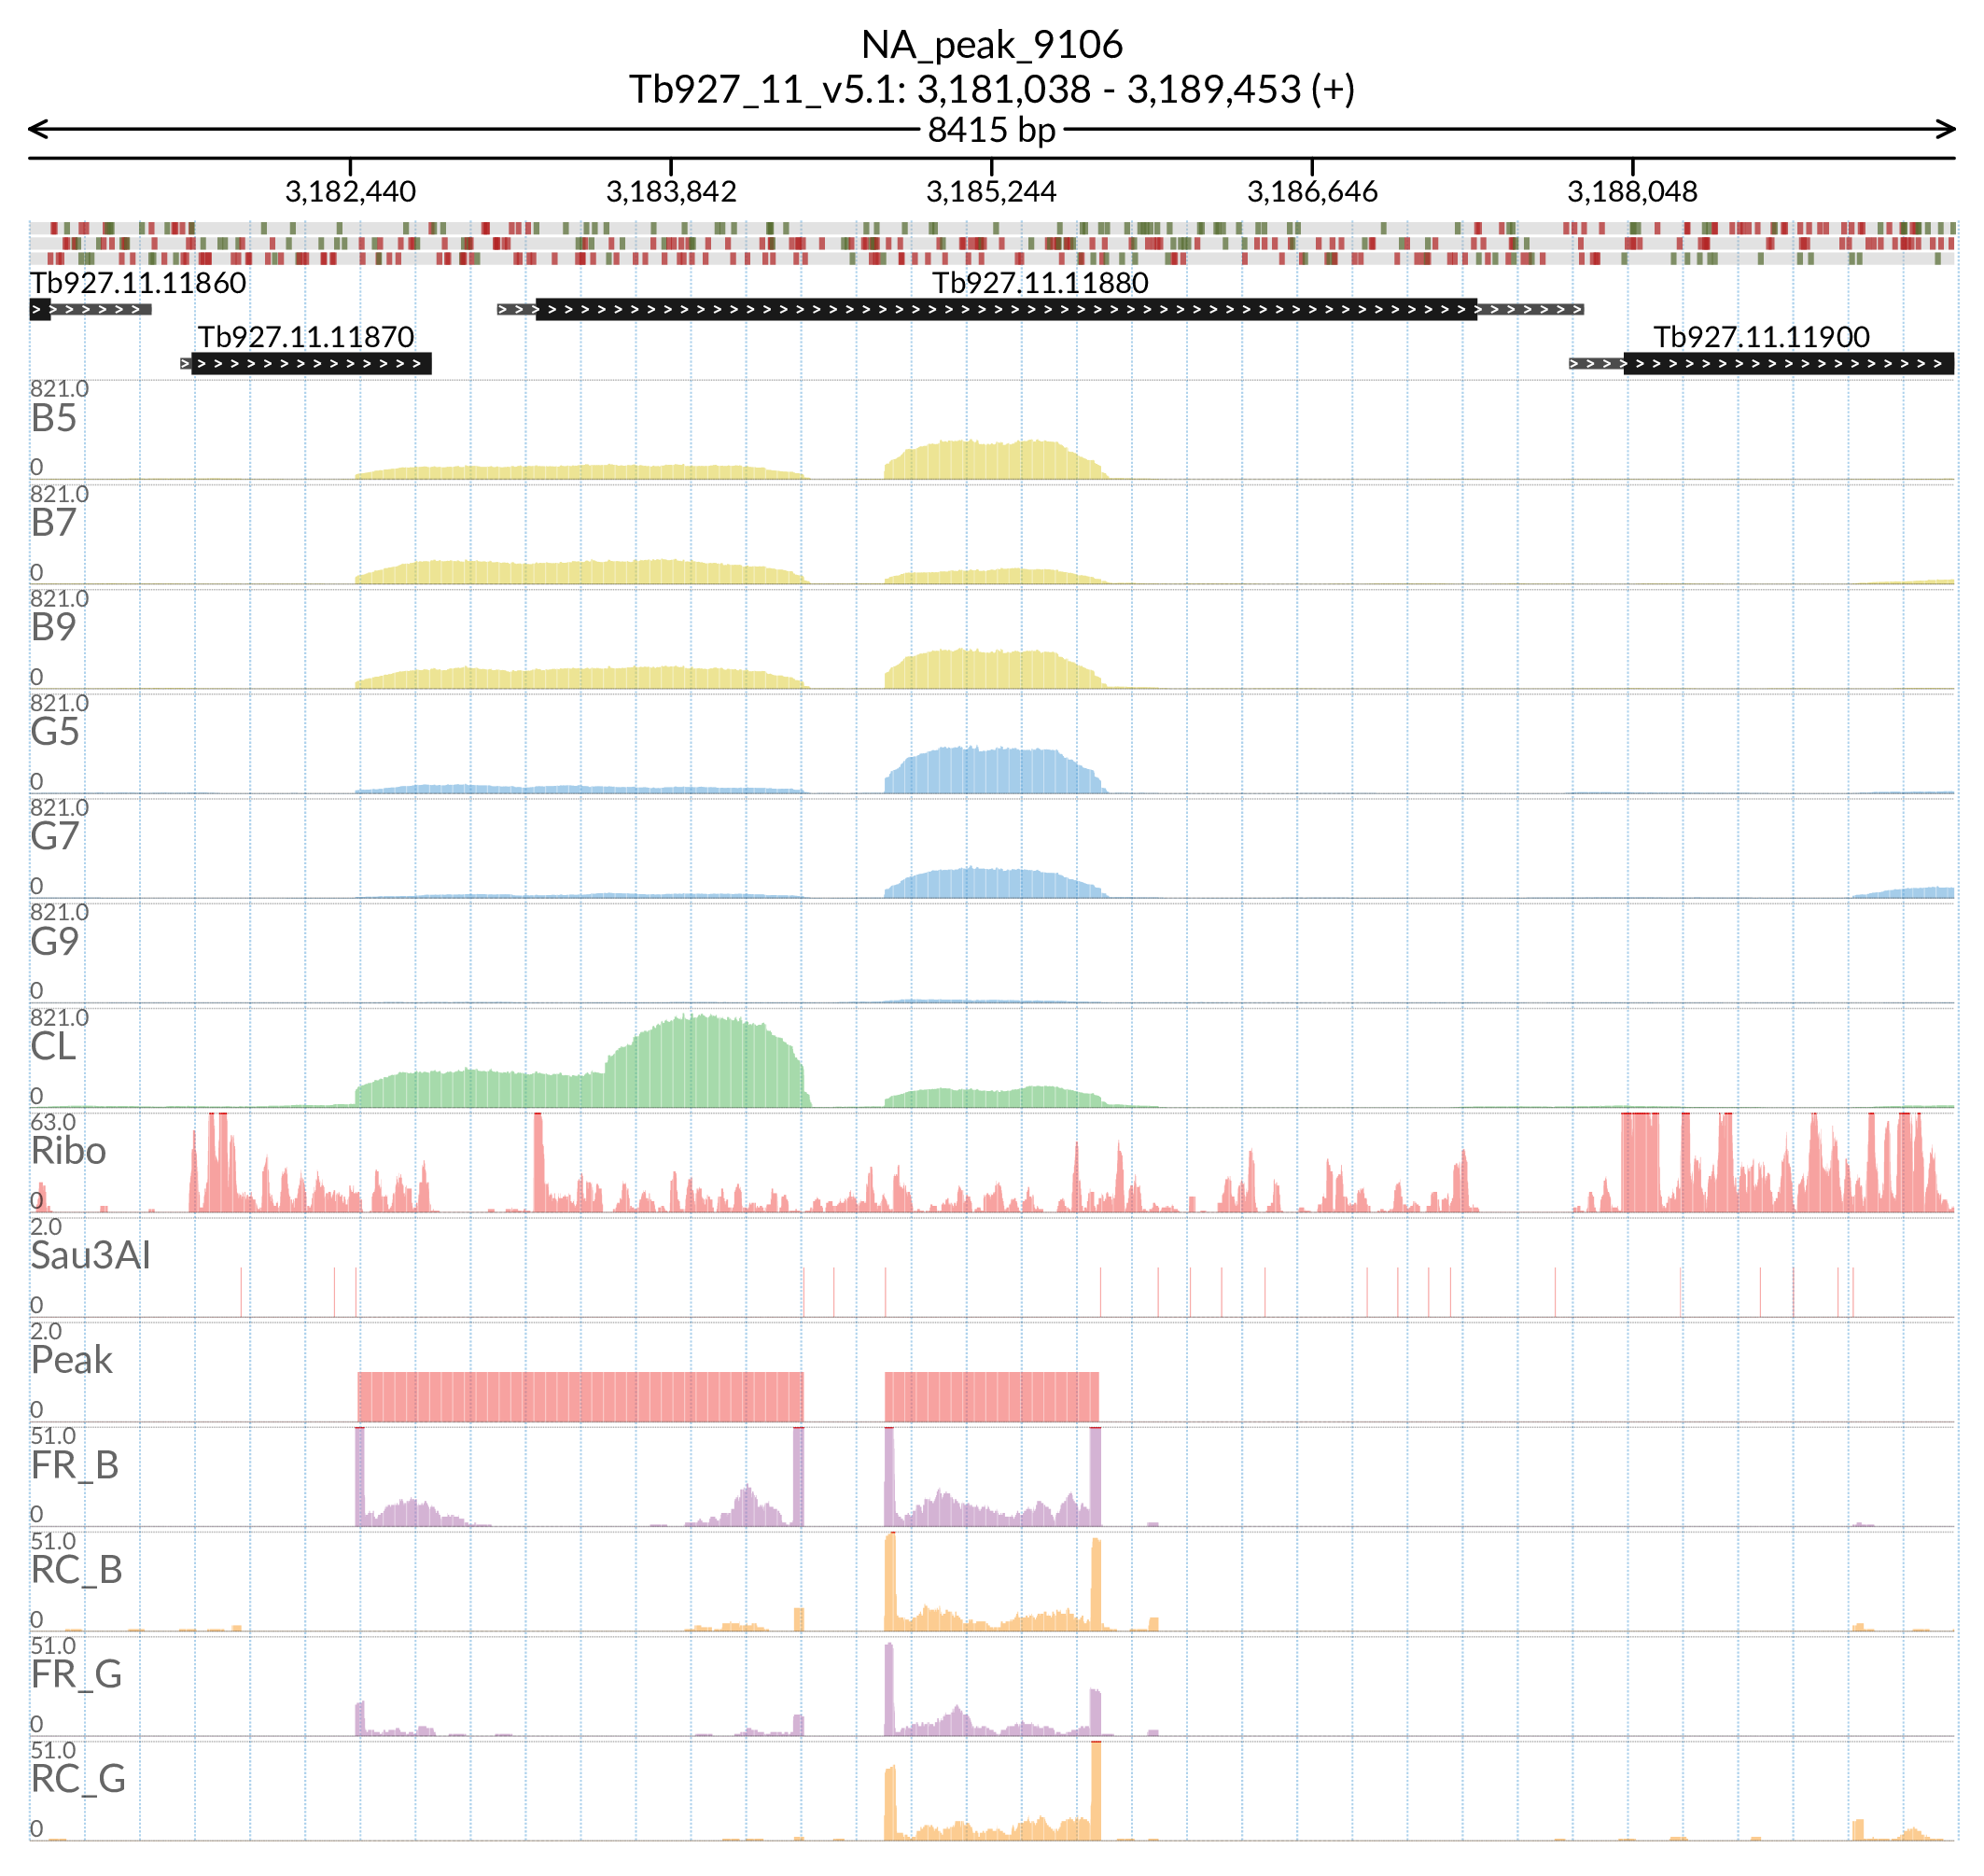 NA_peak_9106
Tb927_11_v5.1: 3,181,038 - 3,189,453 (+)
8415 bp
3,182,440 3,183,842 3,185,244 3,186,646 3,188,048
Tb927.11.11860 Tb927.11.11880
Tb927.11.11870 Tb927.11.11900
821.0
B5
0
821.0
B7
0
821.0
B9
0
821.0
G5
0
821.0
G7
0
821.0
G9
0
821.0
CL
0
63.0
Ribo
0
2.0
Sau3AI
0
2.0
Peak
0
51.0
FR_B
0
51.0
RC_B
0
51.0
FR_G
0
51.0
RC_G
0